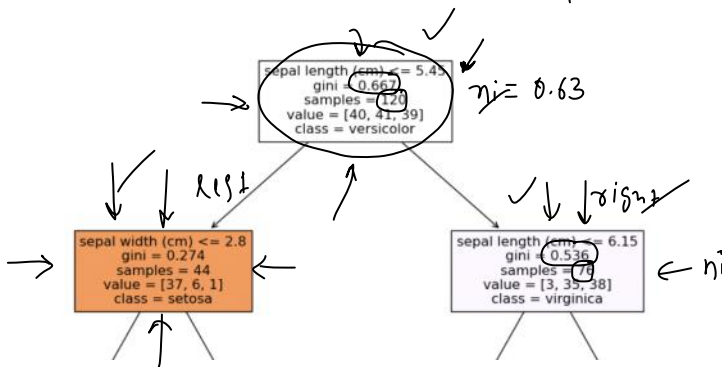 sepal length (cm) <= 5.45
gini = 0.667
samples = 120
value = [40, 41, 39]
class = versicolor
ni = 0.63
right
sepal width (cm) <= 2.8
gini = 0.274
samples = 44
value = [37, 6, 1]
class = setosa
sepal length (cm) <= 6.15
gini = 0.536
samples = 76
value = [3, 35, 38]
class = virginica
ni